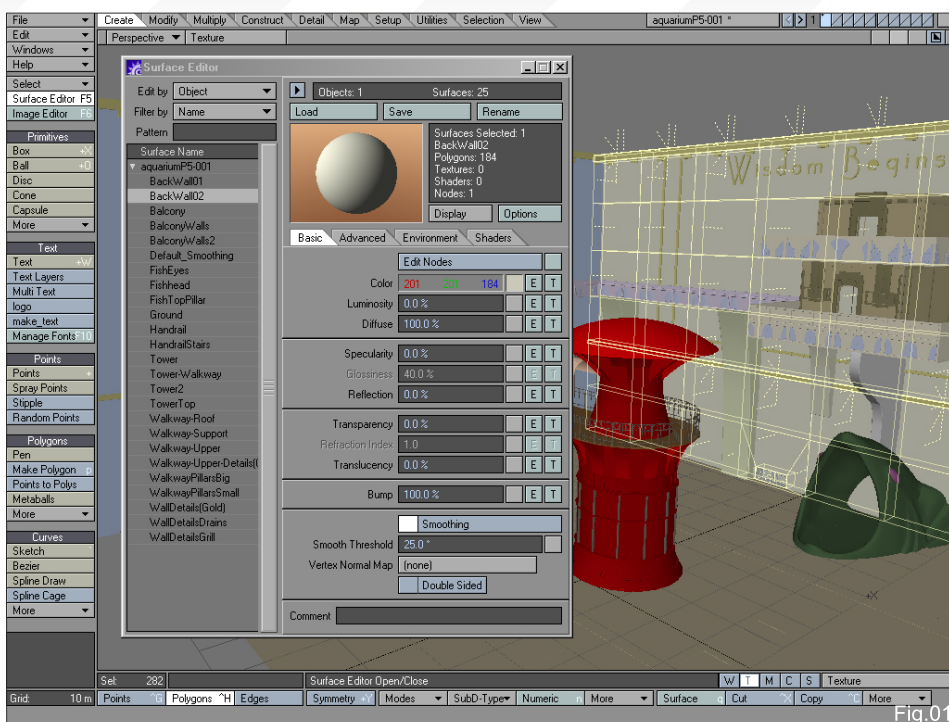 File
Edit
Windows
Help
Select
Surface Editor F5
Image Editor F6
Primitives
Box +X
Ball +O
Disc
Cone
Capsule
More
Text
Text +W
Text Layers
Multi Text
logo
make_text
Manage Fonts F10
Points
Points +
Spray Points
Stipple
Random Points
Polygons
Pen
Make Polygon p
Points to Polys
Metaballs
More
Curves
Sketch
Bezier
Spline Draw
Spline Cage
More
Grid: 10 m
Create Modify Multiply Construct Detail Map Setup Utilities Selection View
aquariumP5-001 *
1
Perspective Texture
Surface Editor
Edit by Object
Filter by Name
Pattern
Surface Name
aquariumP5-001
BackWall01
BackWall02
Balcony
BalconyWalls
BalconyWalls2
Default_Smoothing
FishEyes
Fishhead
FishTopPillar
Ground
Handrail
HandrailStairs
Tower
Tower-Walkway
Tower2
TowerTop
Walkway-Roof
Walkway-Support
Walkway-Upper
Walkway-Upper-Details(
WalkwayPillarsBig
WalkwayPillarsSmall
WallDetails(Gold)
WallDetailsDrains
WallDetailsGrill
Objects: 1 Surfaces: 25
Load Save Rename
Surfaces Selected: 1
BackWall02
Polygons: 184
Textures: 0
Shaders: 0
Nodes: 1
Display Options
Basic Advanced Environment Shaders
Edit Nodes
Color 201 201 184 E T
Luminosity 0.0 % E T
Diffuse 100.0 % E T
Specularity 0.0 % E T
Glossiness 40.0 % E T
Reflection 0.0 % E T
Transparency 0.0 % E T
Refraction Index 1.0 E T
Translucency 0.0 % E T
Bump 100.0 % E T
Smoothing
Smooth Threshold 25.0 °
Vertex Normal Map (none)
Double Sided
Comment
Wisdom Begins
Sel: 282 Surface Editor Open/Close W T M C S Texture
Points ^G Polygons ^H Edges Symmetry +Y Modes SubD-Type Numeric n More Surface q Cut ^X Copy ^C More
Fig.01